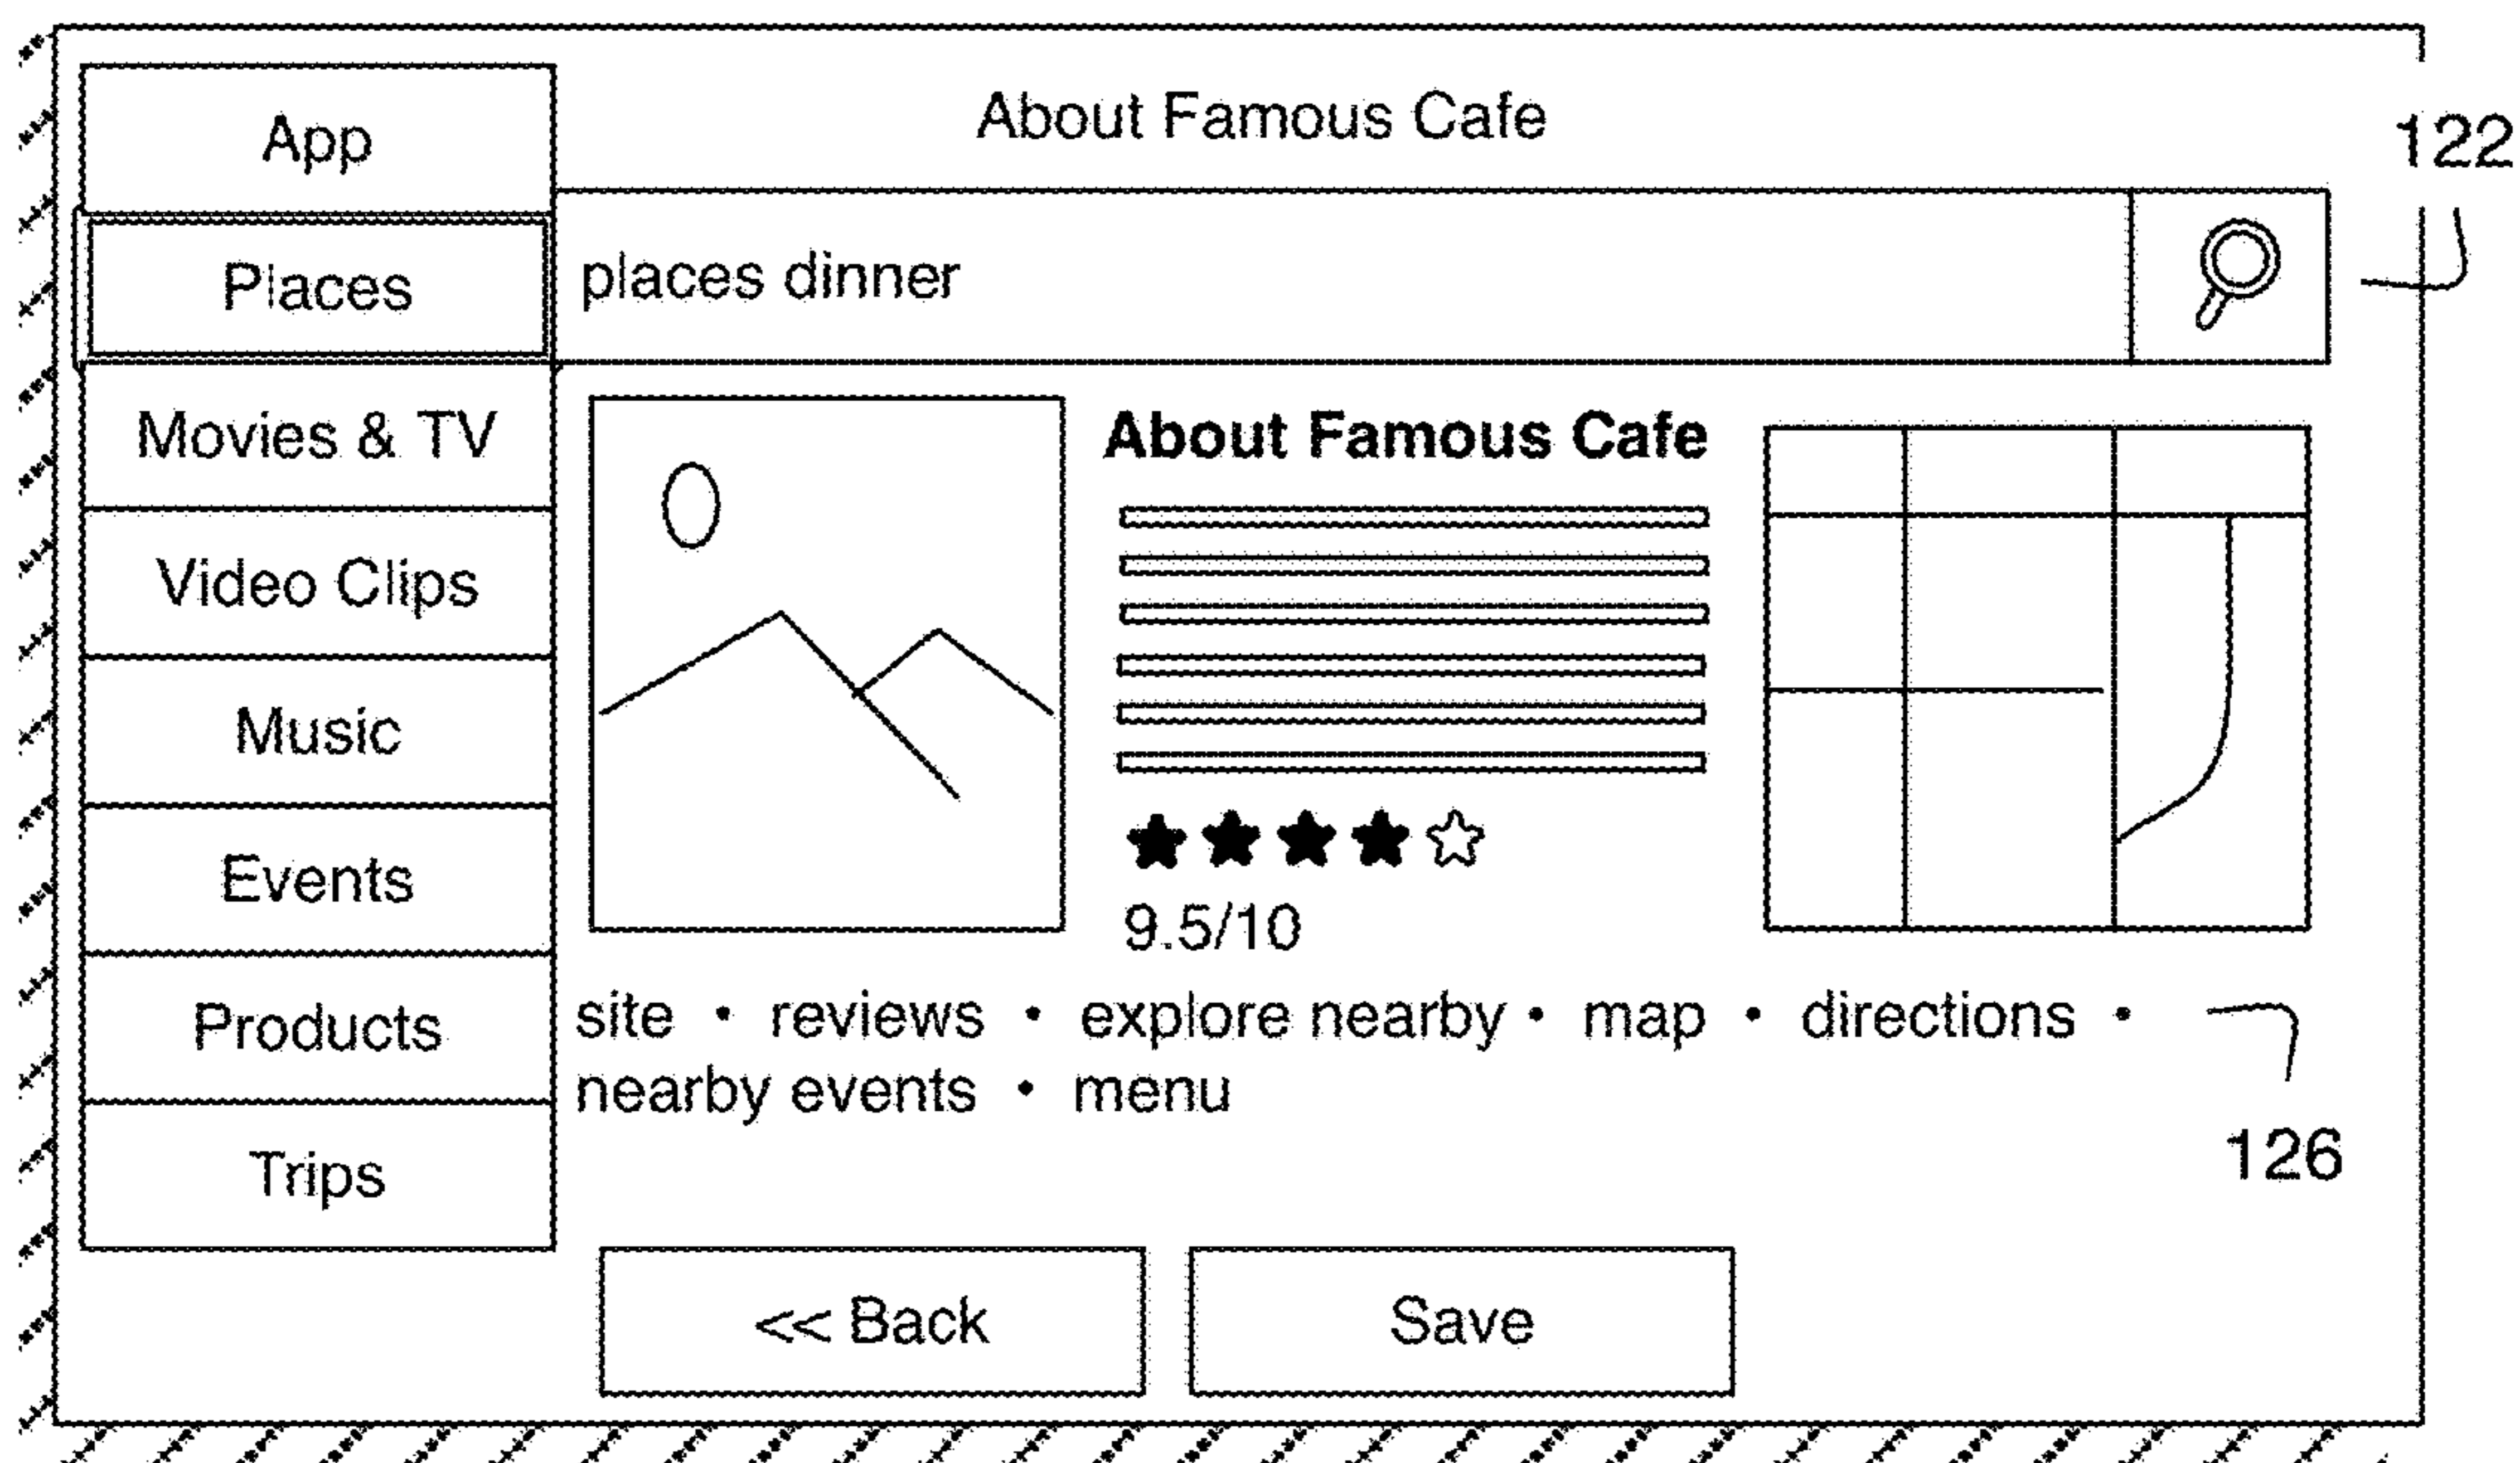 About Famous Cafe
122
App
Places
Movies & TV
Video Clips
Music
Events
Products
Trips
places dinner
About Famous Cafe
9.5/10
site • reviews • explore nearby • map • directions •
nearby events • menu
126
<< Back
Save